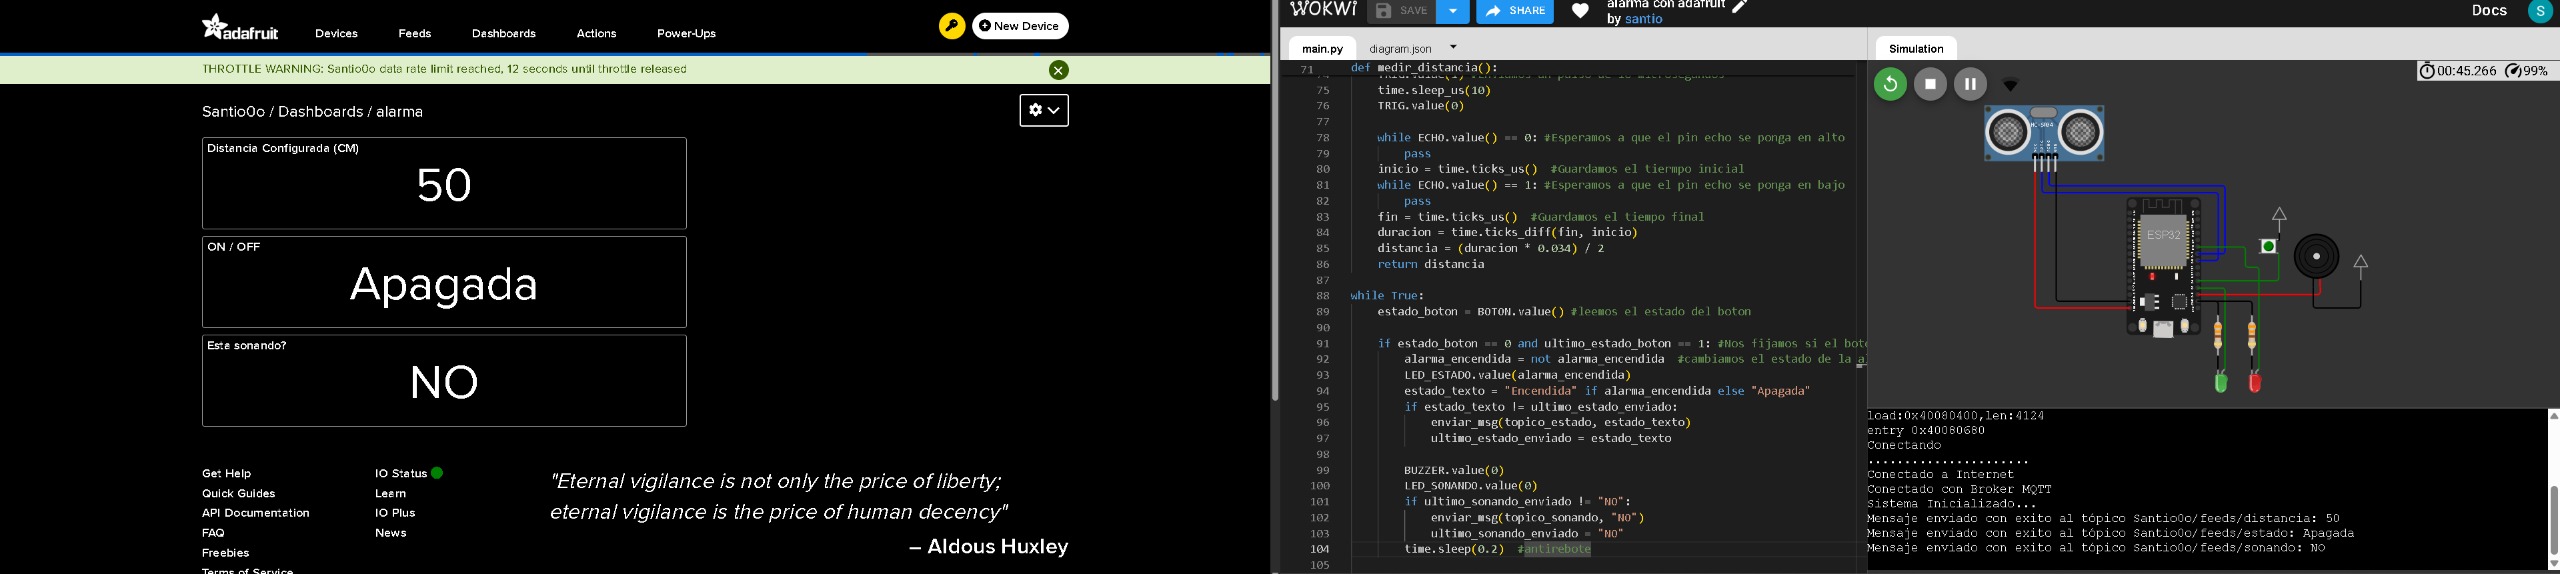 adafruit
Devices
Feeds
Dashboards
Actions
Power-Ups
New Device
THROTTLE WARNING: Santio0o data rate limit reached, 12 seconds until throttle released
Santio0o / Dashboards / alarma
Distancia Configurada (CM)
50
ON / OFF
Apagada
Esta sonando?
NO
Get Help
Quick Guides
API Documentation
FAQ
Freebies
Terms of Service
IO Status
Learn
IO Plus
News
"Eternal vigilance is not only the price of liberty;
eternal vigilance is the price of human decency"
– Aldous Huxley
WOKWI
SAVE
SHARE
alarma con adafruit
by santio
Docs
S
main.py
diagram.json
71 def medir_distancia():
75 time.sleep_us(10)
76 TRIG.value(0)
77
78 while ECHO.value() == 0: #Esperamos a que el pin echo se ponga en alto
79 pass
80 inicio = time.ticks_us() #Guardamos el tiermpo inicial
81 while ECHO.value() == 1: #Esperamos a que el pin echo se ponga en bajo
82 pass
83 fin = time.ticks_us() #Guardamos el tiempo final
84 duracion = time.ticks_diff(fin, inicio)
85 distancia = (duracion * 0.034) / 2
86 return distancia
87
88 while True:
89 estado_boton = BOTON.value() #leemos el estado del boton
90
91 if estado_boton == 0 and ultimo_estado_boton == 1: #Nos fijamos si el bot
92 alarma_encendida = not alarma_encendida #cambiamos el estado de la a
93 LED_ESTADO.value(alarma_encendida)
94 estado_texto = "Encendida" if alarma_encendida else "Apagada"
95 if estado_texto != ultimo_estado_enviado:
96 enviar_msg(topico_estado, estado_texto)
97 ultimo_estado_enviado = estado_texto
98
99 BUZZER.value(0)
100 LED_SONANDO.value(0)
101 if ultimo_sonando_enviado != "NO":
102 enviar_msg(topico_sonando, "NO")
103 ultimo_sonando_enviado = "NO"
104 time.sleep(0.2) #antirebote
105
Simulation
00:45.266 99%
HC-SR04
ESP32
load:0x40080400,len:4124
entry 0x40080680
Conectando
......................
Conectado a Internet
Conectado con Broker MQTT
Sistema Inicializado...
Mensaje enviado con exito al tópico Santio0o/feeds/distancia: 50
Mensaje enviado con exito al tópico Santio0o/feeds/estado: Apagada
Mensaje enviado con exito al tópico Santio0o/feeds/sonando: NO